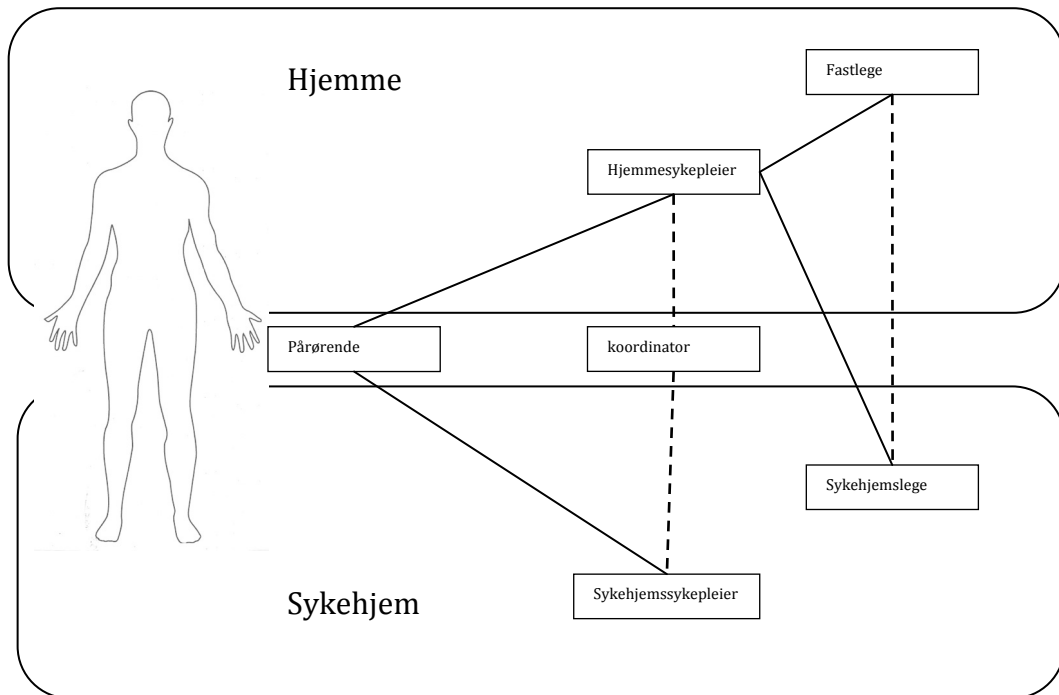 Hjemme
Fastlege
Hjemmesykepleier
Pårørende
koordinator
Sykehjemslege
Sykehjemssykepleier
Sykehjem